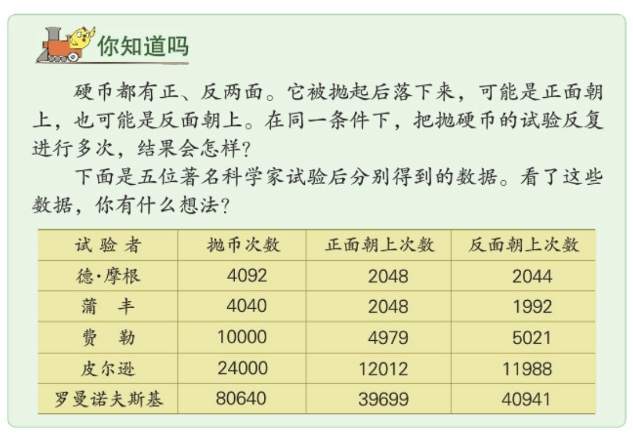 你知道吗
硬币都有正、反两面。它被抛起后落下来，可能是正面朝
上，也可能是反面朝上。在同一条件下，把抛硬币的试验反复
进行多次，结果会怎样？
下面是五位著名科学家试验后分别得到的数据。看了这些
数据，你有什么想法？
试验者 抛币次数 正面朝上次数 反面朝上次数
德·摩根 4092 2048 2044
蒲丰 4040 2048 1992
费勒 10000 4979 5021
皮尔逊 24000 12012 11988
罗曼诺夫斯基 80640 39699 40941